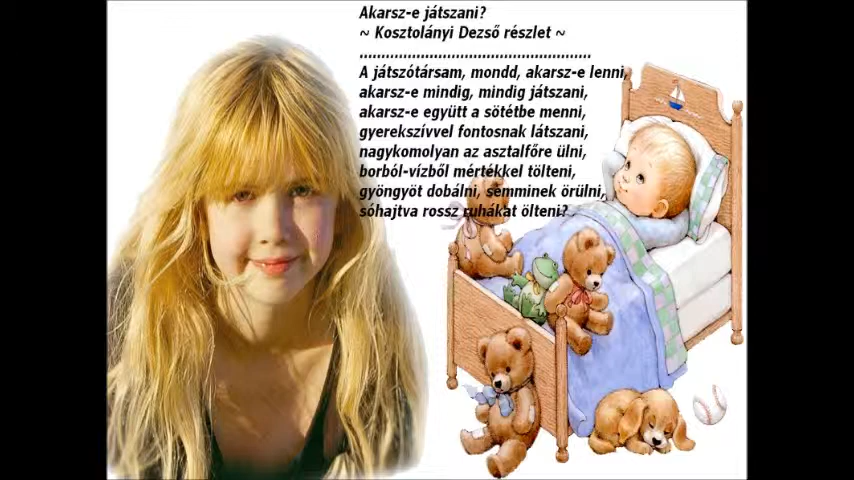 Akarsz-e játszani?
~ Kosztolányi Dezső részlet ~
.....................................................
A játszótársam, mondd, akarsz-e lenni,
akarsz-e mindig, mindig játszani,
akarsz-e együtt a sötétbe menni,
gyerekszívvel fontosnak látszani,
nagykomolyan az asztalfőre ülni,
borból-vízből mértékkel tölteni,
gyöngyöt dobálni, semminek örülni,
sóhajtva rossz ruhákat ölteni?